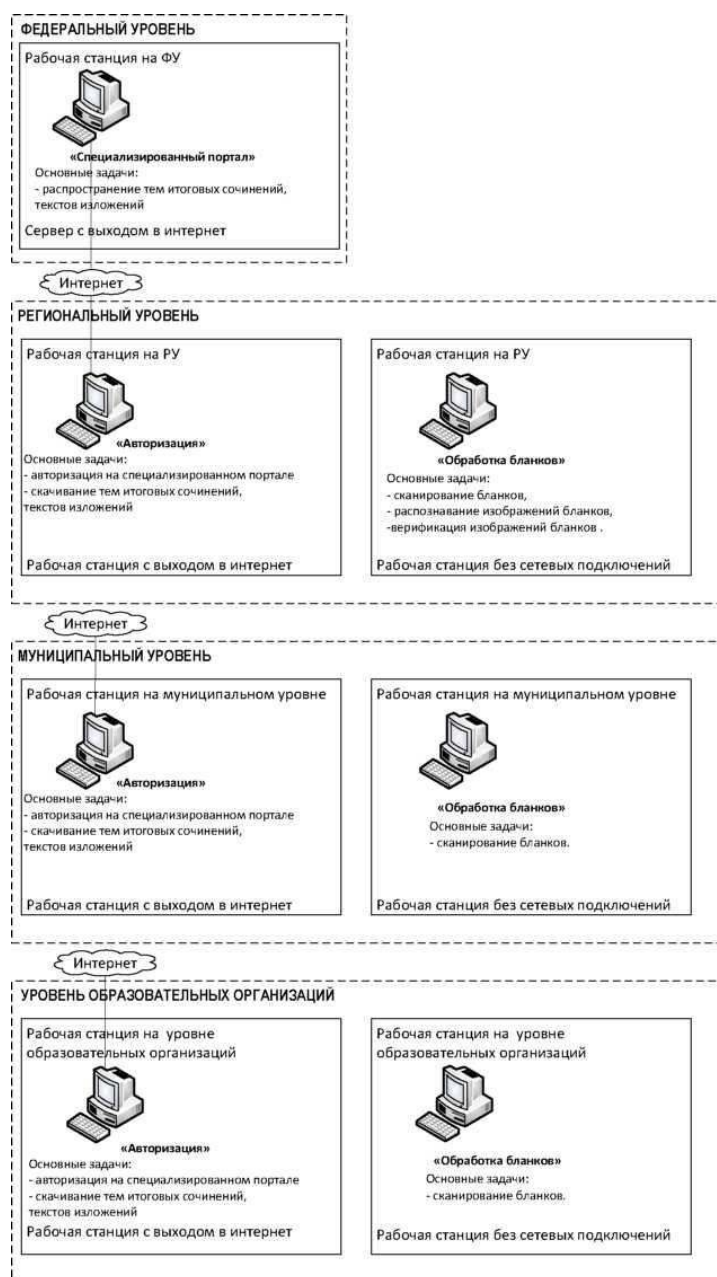 ФЕДЕРАЛЬНЫЙ УРОВЕНЬ
Рабочая станция на ФУ
«Специализированный портал»
Основные задачи:
- распространение тем итоговых сочинений,
текстов изложений
Сервер с выходом в интернет
Интернет
РЕГИОНАЛЬНЫЙ УРОВЕНЬ
Рабочая станция на РУ
«Авторизация»
Основные задачи:
- авторизация на специализированном портале
- скачивание тем итоговых сочинений,
текстов изложений
Рабочая станция с выходом в интернет
Рабочая станция на РУ
«Обработка бланков»
Основные задачи:
- сканирование бланков,
- распознавание изображений бланков,
-верификация изображений бланков .
Рабочая станция без сетевых подключений
Интернет
МУНИЦИПАЛЬНЫЙ УРОВЕНЬ
Рабочая станция на муниципальном уровне
«Авторизация»
Основные задачи:
- авторизация на специализированном портале
- скачивание тем итоговых сочинений,
текстов изложений
Рабочая станция с выходом в интернет
Рабочая станция на муниципальном уровне
«Обработка бланков»
Основные задачи:
- сканирование бланков.
Рабочая станция без сетевых подключений
Интернет
УРОВЕНЬ ОБРАЗОВАТЕЛЬНЫХ ОРГАНИЗАЦИЙ
Рабочая станция на уровне
образовательных организаций
«Авторизация»
Основные задачи:
- авторизация на специализированном портале
- скачивание тем итоговых сочинений,
текстов изложений
Рабочая станция с выходом в интернет
Рабочая станция на уровне
образовательных организаций
«Обработка бланков»
Основные задачи:
- сканирование бланков.
Рабочая станция без сетевых подключений